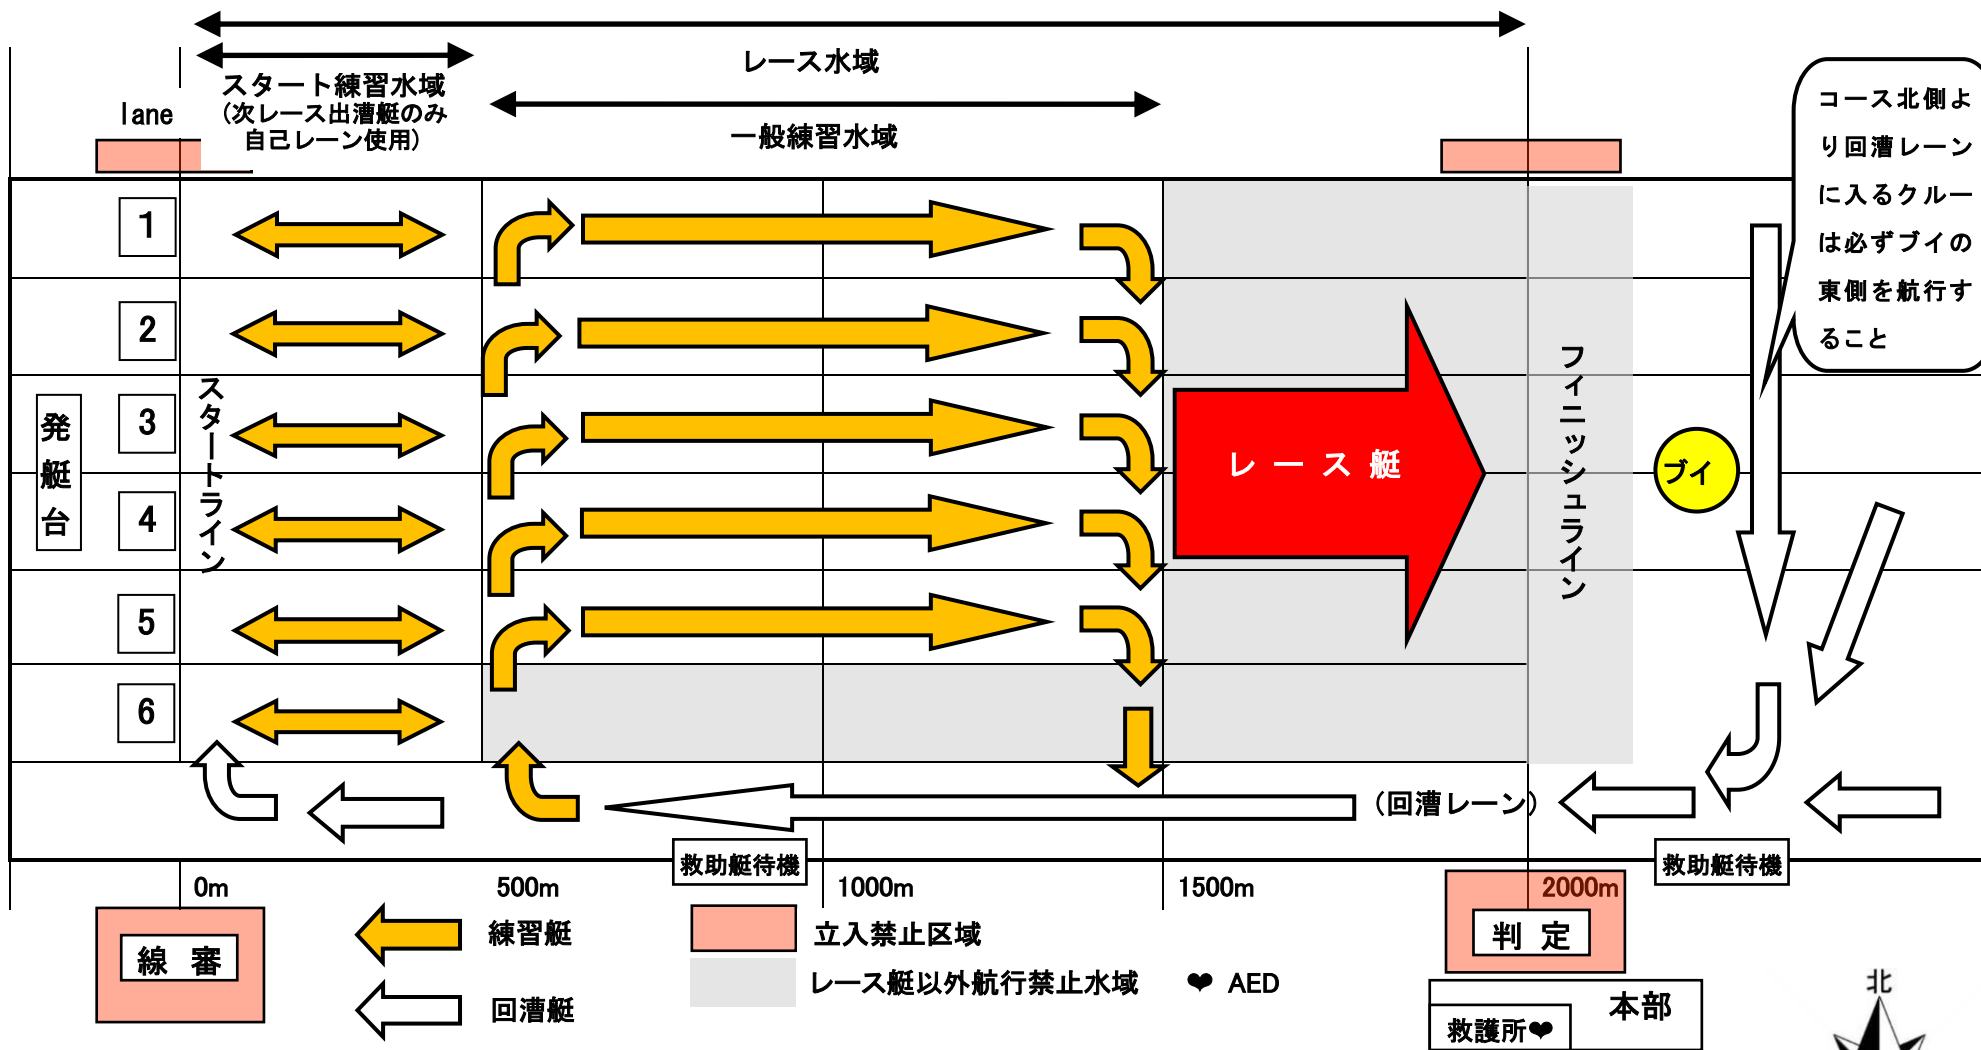 レース水域
スタート練習水域
(次レース出漕艇のみ
自己レーン使用)
一般練習水域
lane
コース北側よ
り回漕レーン
に入るクルー
は必ずブイの
東側を航行す
ること
1
2
3
4
5
6
発艇台
スタートライン
レース艇
フィニッシュライン
ブイ
(回漕レーン)
救助艇待機
救助艇待機
0m
500m
1000m
1500m
2000m
線審
練習艇
回漕艇
立入禁止区域
レース艇以外航行禁止水域
❤ AED
判定
本部
救護所❤
北